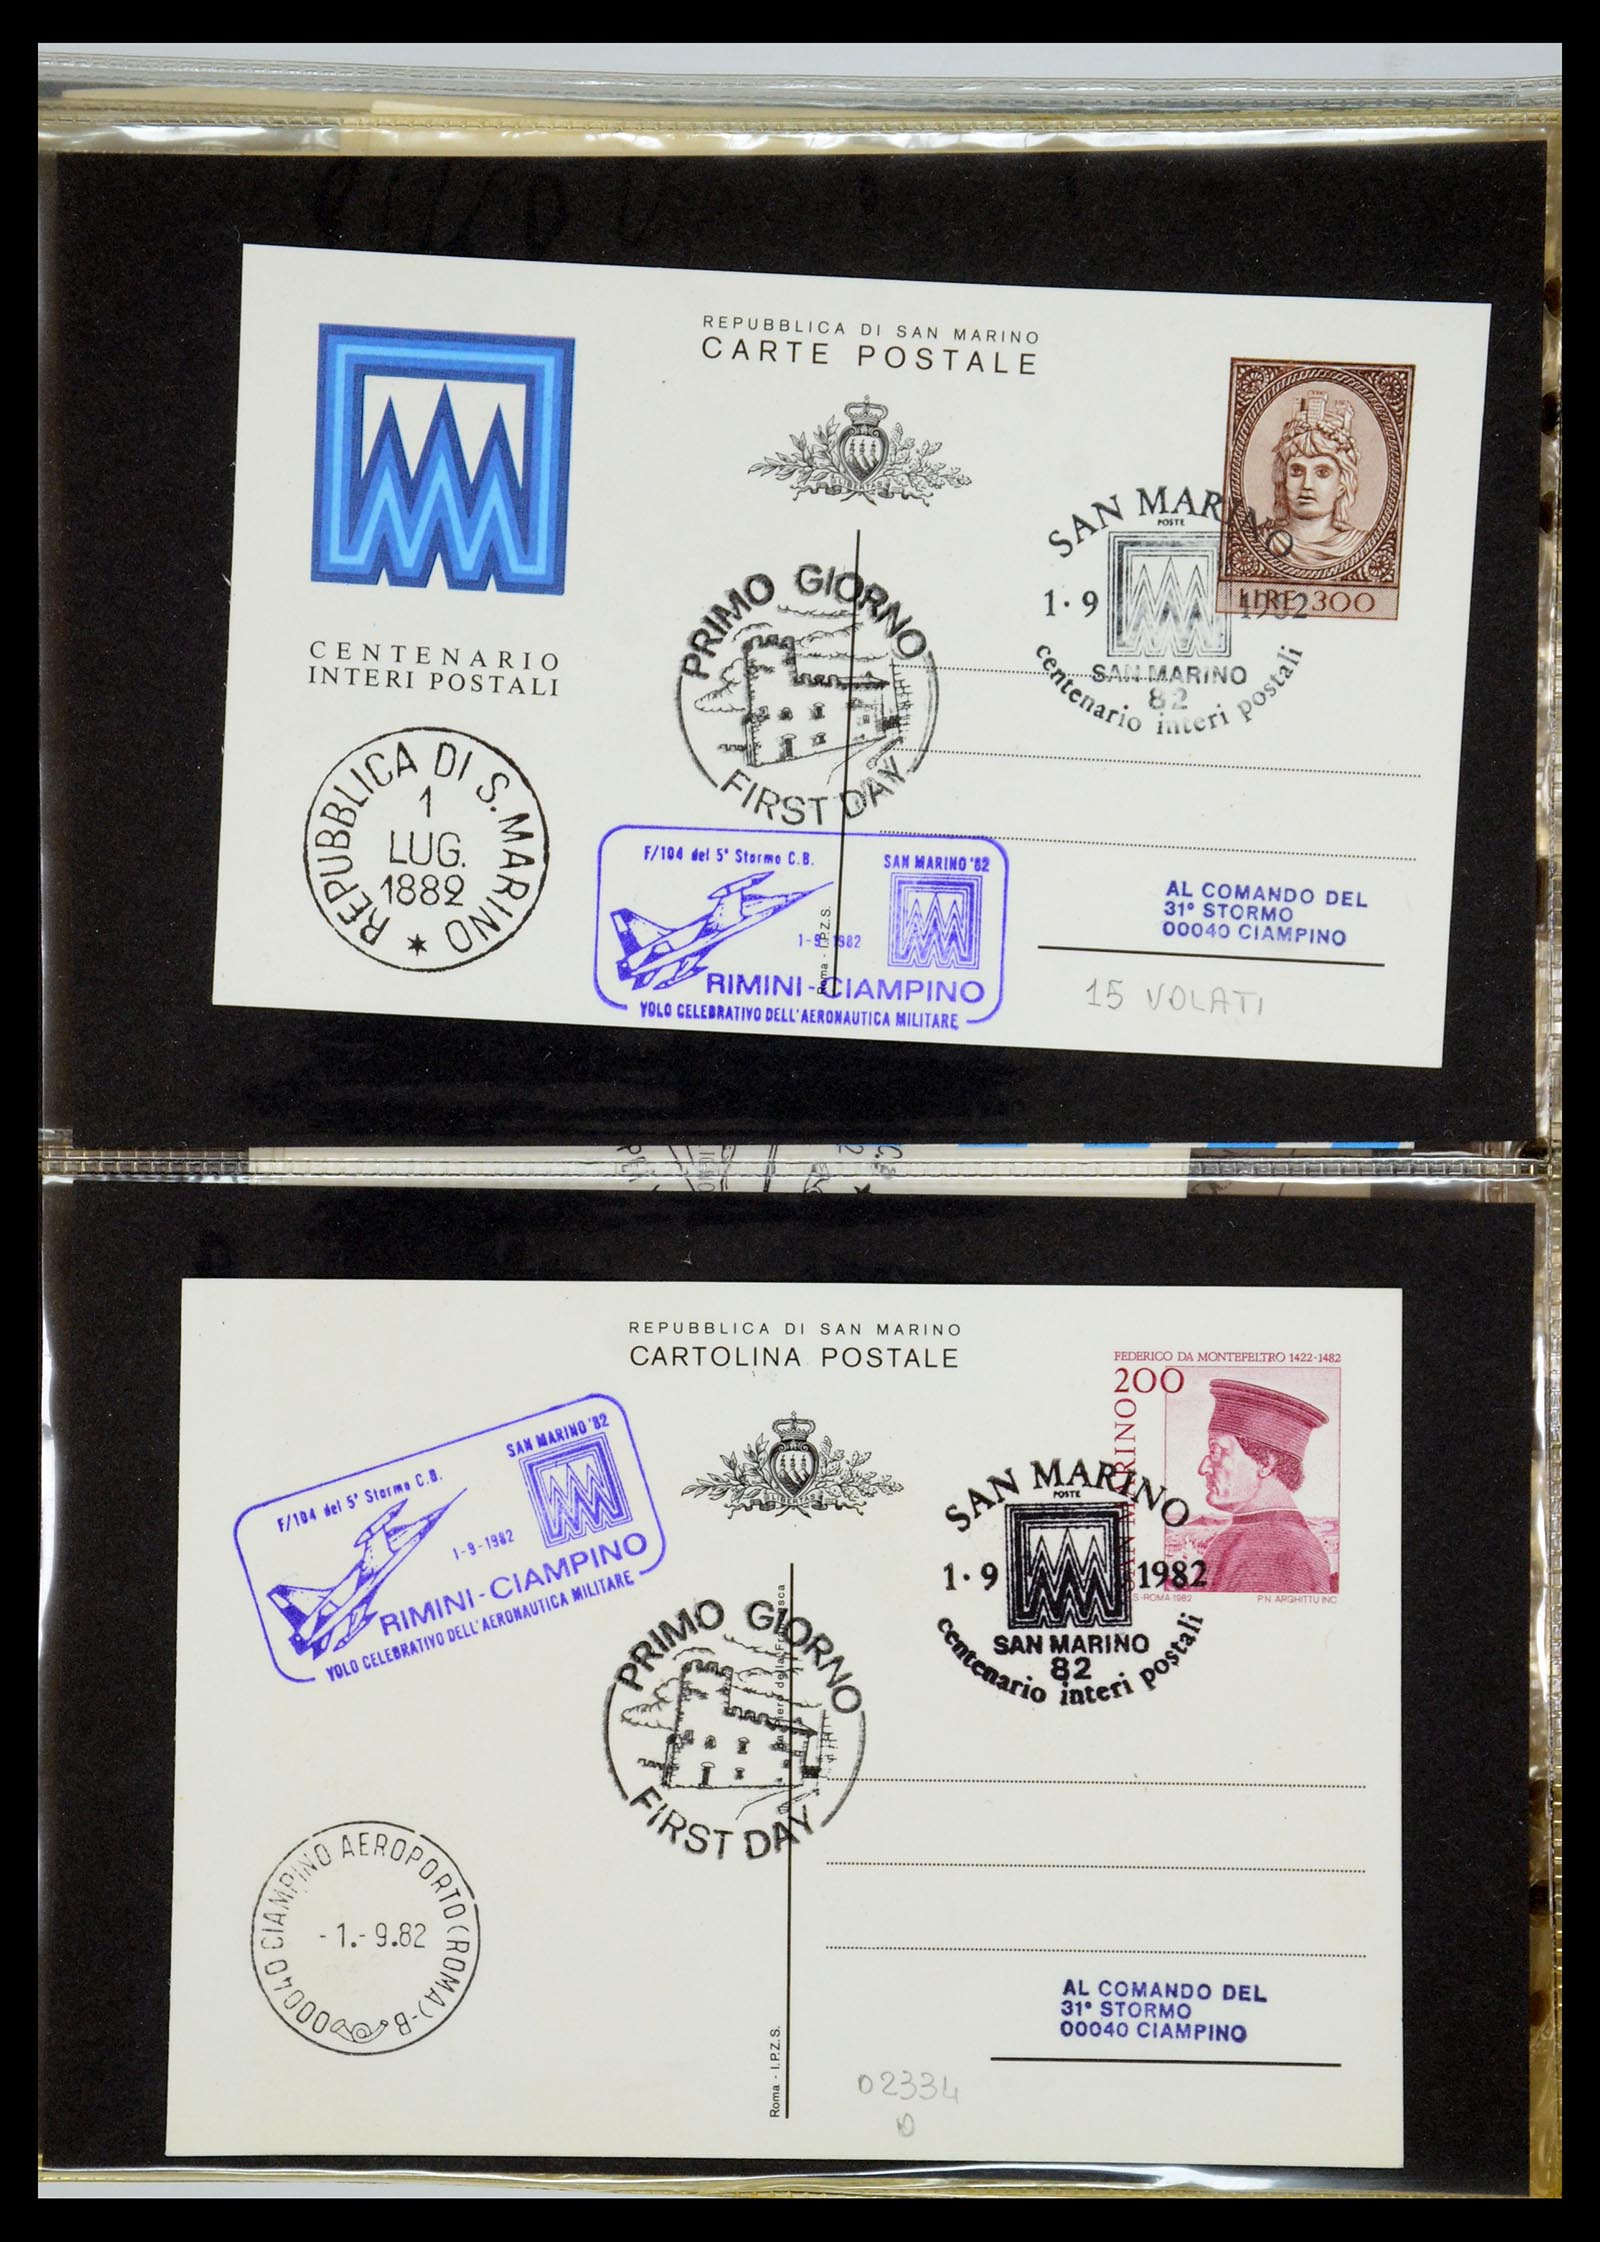 REPUBBLICA DI SAN MARINO
CARTE POSTALE
LIBERTAS
LIRE 300
CENTENARIO
INTERI POSTALI
REPUBBLICA DI S. MARINO
1
LUG.
1882
PRIMO GIORNO
FIRST DAY
SAN MARINO
POSTE
1·9 1982
SAN MARINO
82
centenario interi postali
F/104 del 5° Stormo C.B.
SAN MARINO '82
1-9-1982
RIMINI-CIAMPINO
VOLO CELEBRATIVO DELL'AERONAUTICA MILITARE
Roma - I.P.Z.S.
AL COMANDO DEL
31° STORMO
00040 CIAMPINO
15 VOLATI
REPUBBLICA DI SAN MARINO
CARTOLINA POSTALE
LIBERTAS
FEDERICO DA MONTEFELTRO 1422-1482
200
SAN MARINO
S-ROMA 1982 P.N. ARGHITTU INC
F/104 del 5° Stormo C.B.
SAN MARINO '82
1-9-1982
RIMINI-CIAMPINO
VOLO CELEBRATIVO DELL'AERONAUTICA MILITARE
SAN MARINO
POSTE
1·9 1982
SAN MARINO
82
centenario interi postali
PRIMO GIORNO
FIRST DAY
00040 CIAMPINO AEROPORTO (ROMA)-B
-1.-9.82
Roma - I.P.Z.S.
AL COMANDO DEL
31° STORMO
00040 CIAMPINO
02334